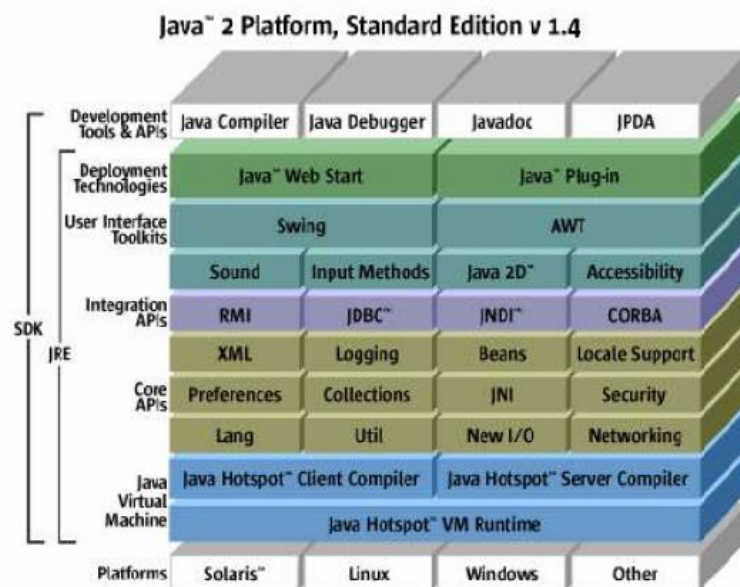 Java™ 2 Platform, Standard Edition v 1.4
Development
Tools & APIs
Java Compiler
Java Debugger
Javadoc
JPDA
Deployment
Technologies
Java™ Web Start
Java™ Plug-in
User Interface
Toolkits
Swing
AWT
Sound
Input Methods
Java 2D™
Accessibility
Integration
APIs
RMI
JDBC™
JNDI™
CORBA
SDK
JRE
XML
Logging
Beans
Locale Support
Core
APIs
Preferences
Collections
JNI
Security
Lang
Util
New I/O
Networking
Java
Virtual
Machine
Java Hotspot™ Client Compiler
Java Hotspot™ Server Compiler
Java Hotspot™ VM Runtime
Platforms
Solaris™
Linux
Windows
Other